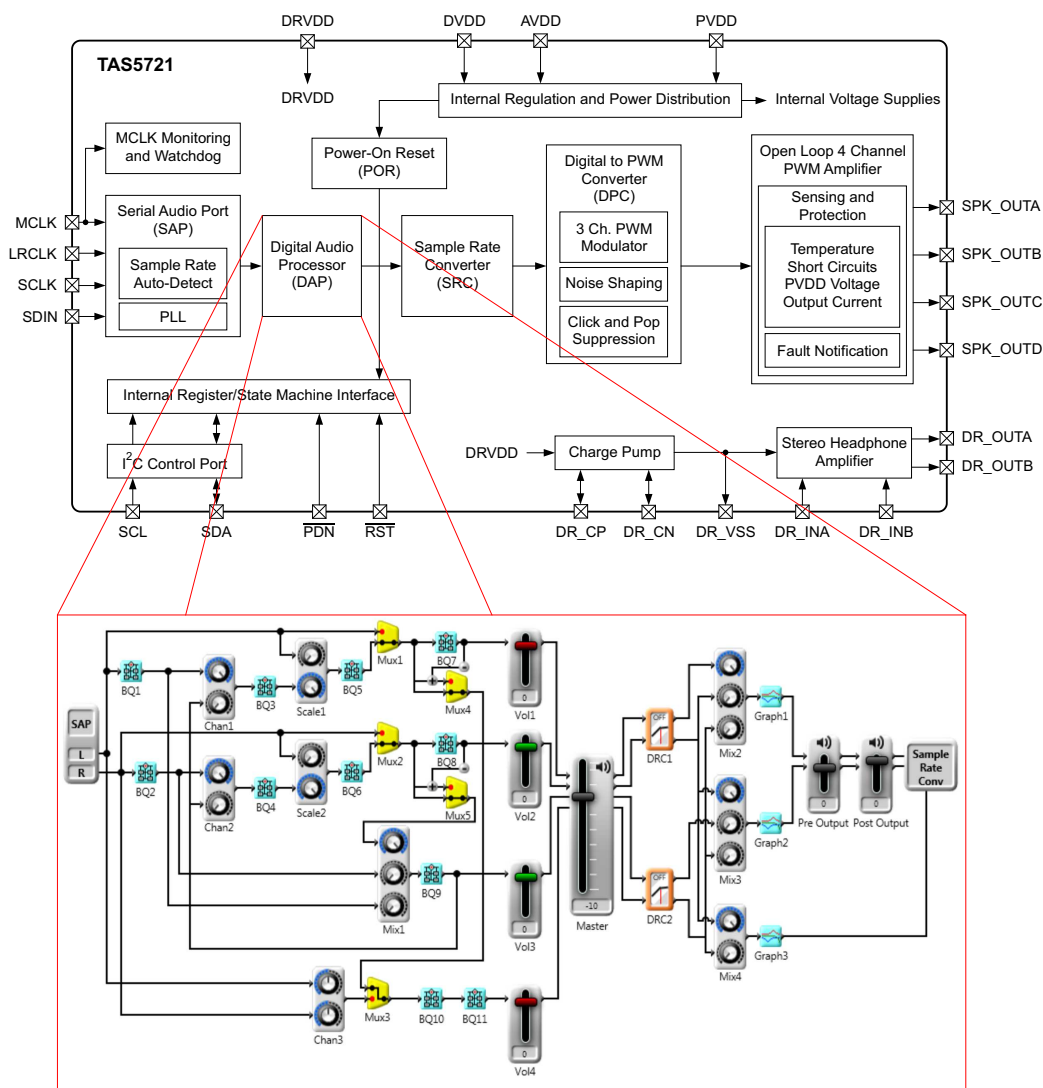 DRVDD
DVDD
AVDD
PVDD
TAS5721
DRVDD
Internal Regulation and Power Distribution
Internal Voltage Supplies
MCLK Monitoring
and Watchdog
Power-On Reset
(POR)
Digital to PWM
Converter
(DPC)
3 Ch. PWM
Modulator
Noise Shaping
Click and Pop
Suppression
Open Loop 4 Channel
PWM Amplifier
Sensing and
Protection
Temperature
Short Circuits
PVDD Voltage
Output Current
Fault Notification
MCLK
LRCLK
SCLK
SDIN
Serial Audio Port
(SAP)
Sample Rate
Auto-Detect
PLL
Digital Audio
Processor
(DAP)
Sample Rate
Converter
(SRC)
SPK_OUTA
SPK_OUTB
SPK_OUTC
SPK_OUTD
Internal Register/State Machine Interface
I2C Control Port
DRVDD
Charge Pump
Stereo Headphone
Amplifier
DR_OUTA
DR_OUTB
SCL
SDA
PDN
RST
DR_CP
DR_CN
DR_VSS
DR_INA
DR_INB
SAP
L
R
BQ1
BQ2
Chan1
BQ3
Scale1
BQ5
Mux1
BQ7
Mux4
0
Vol1
Chan2
BQ4
Scale2
BQ6
Mux2
BQ8
Mux5
0
Vol2
Mix1
BQ9
0
Vol3
Chan3
Mux3
BQ10
BQ11
0
Vol4
-10
Master
OFF
DRC1
OFF
DRC2
Mix2
Graph1
Mix3
Graph2
Mix4
Graph3
0
Pre Output
0
Post Output
Sample
Rate
Conv